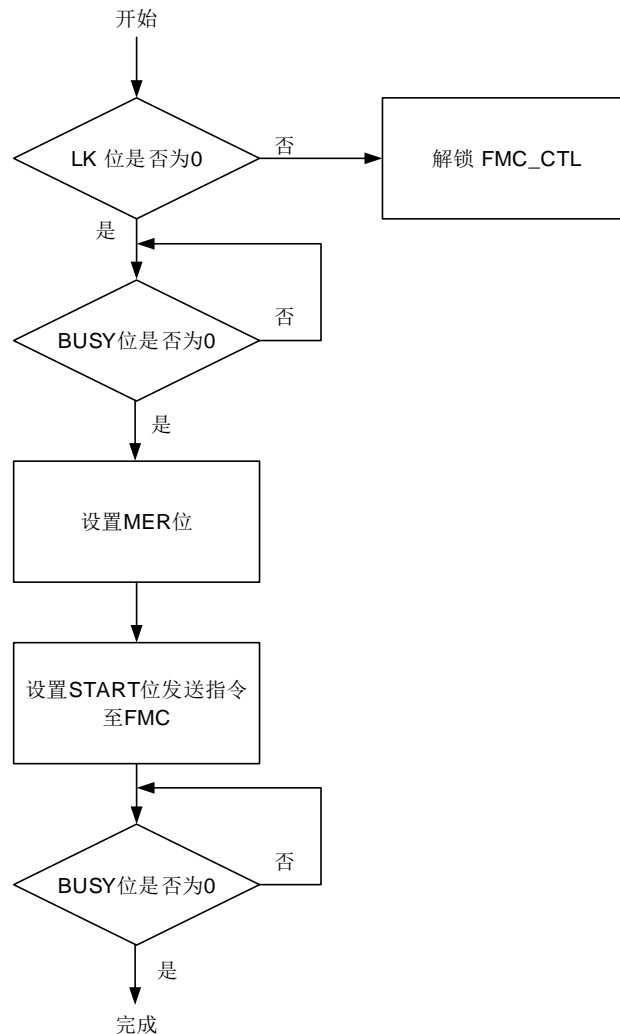 开始
LK 位是否为0
否
解锁 FMC_CTL
是
否
BUSY位是否为0
是
设置MER位
设置START位发送指令
至FMC
否
BUSY位是否为0
是
完成